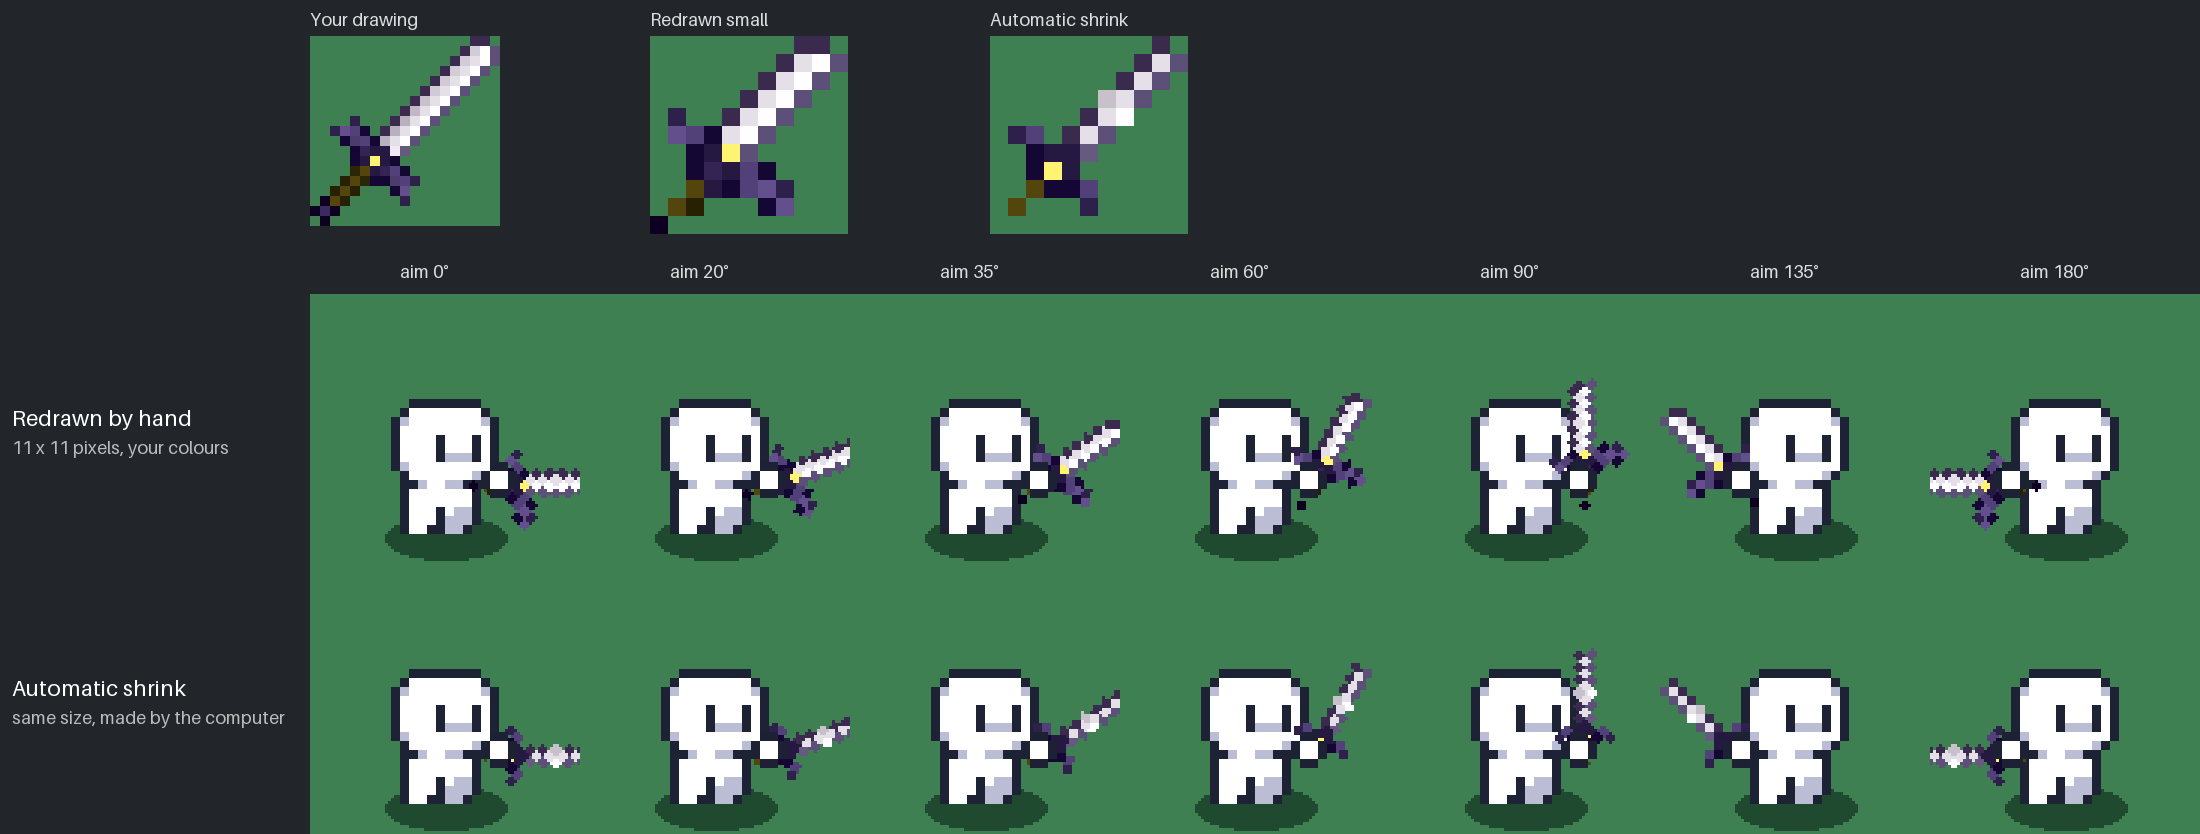 Your drawing
Redrawn small
Automatic shrink
aim 0°
aim 20°
aim 35°
aim 60°
aim 90°
aim 135°
aim 180°
Redrawn by hand
11 x 11 pixels, your colours
Automatic shrink
same size, made by the computer